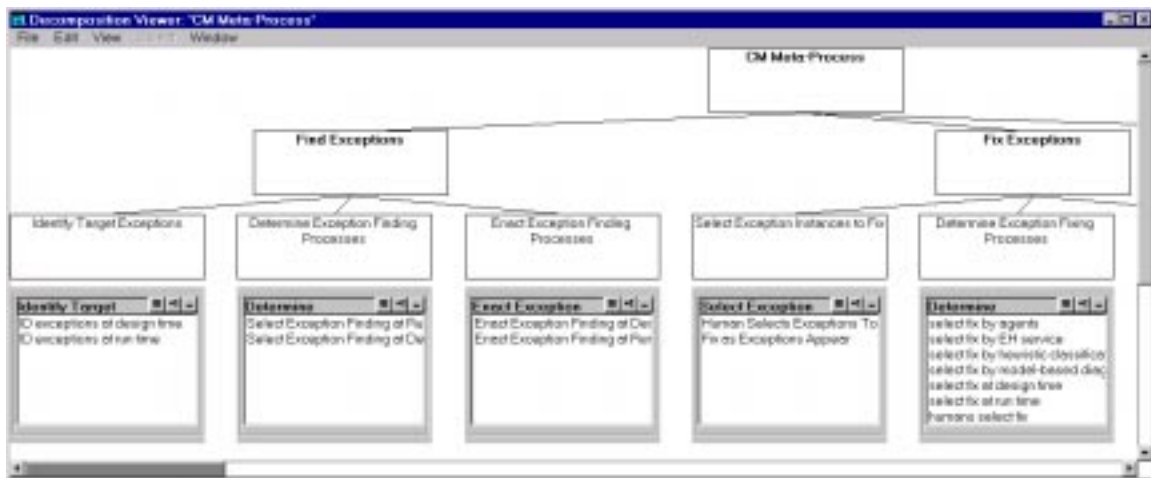 Decomposition Viewer: "CM Meta-Process"
File Edit View Window
CM Meta-Process
Find Exceptions
Fix Exceptions
Identify Target Exceptions
Determine Exception Finding
Processes
Enact Exception Finding
Processes
Select Exception Instances to Fix
Determine Exception Fixing
Processes
Identify Target
ID exceptions at design time
ID exceptions at run time
Determine
Select Exception Finding at Ru
Select Exception Finding at De
Enact Exception
Enact Exception Finding at Des
Enact Exception Finding at Run
Select Exception
Human Selects Exceptions To
Fix as Exceptions Appear
Determine
select fix by agents
select fix by EH service
select fix by heuristic classifica
select fix by model-based diag
select fix at design time
select fix at run time
humans select fix